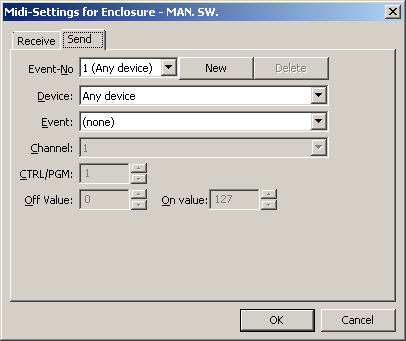 Midi-Settings for Enclosure - MAN. SW.
Receive Send
Event-No 1 (Any device) New Delete
Device: Any device
Event: (none)
Channel: 1
CTRL/PGM: 1
Off Value: 0 On value: 127
OK Cancel